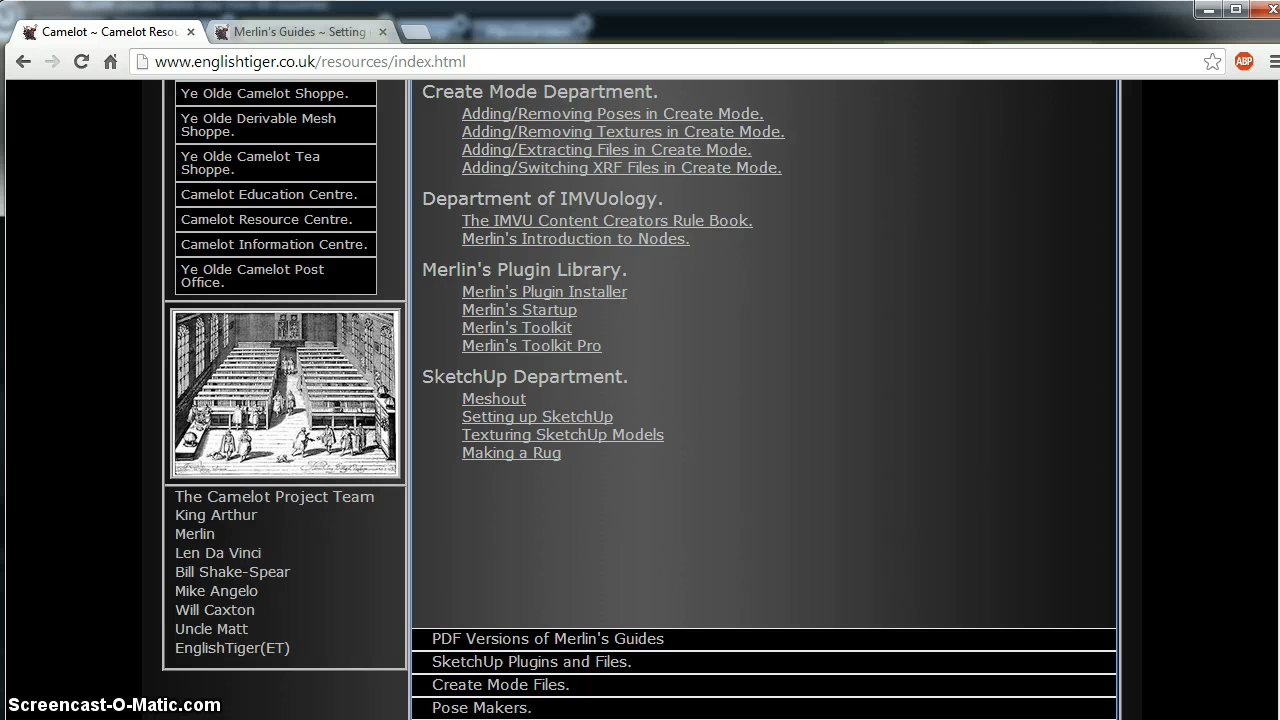 Camelot ~ Camelot Resou
Merlin's Guides ~ Setting
www.englishtiger.co.uk/resources/index.html
ABP
Ye Olde Camelot Shoppe.
Ye Olde Derivable Mesh
Shoppe.
Ye Olde Camelot Tea
Shoppe.
Camelot Education Centre.
Camelot Resource Centre.
Camelot Information Centre.
Ye Olde Camelot Post
Office.
The Camelot Project Team
King Arthur
Merlin
Len Da Vinci
Bill Shake-Spear
Mike Angelo
Will Caxton
Uncle Matt
EnglishTiger(ET)
Create Mode Department.
Adding/Removing Poses in Create Mode.
Adding/Removing Textures in Create Mode.
Adding/Extracting Files in Create Mode.
Adding/Switching XRF Files in Create Mode.
Department of IMVUology.
The IMVU Content Creators Rule Book.
Merlin's Introduction to Nodes.
Merlin's Plugin Library.
Merlin's Plugin Installer
Merlin's Startup
Merlin's Toolkit
Merlin's Toolkit Pro
SketchUp Department.
Meshout
Setting up SketchUp
Texturing SketchUp Models
Making a Rug
PDF Versions of Merlin's Guides
SketchUp Plugins and Files.
Create Mode Files.
Pose Makers.
Screencast-O-Matic.com